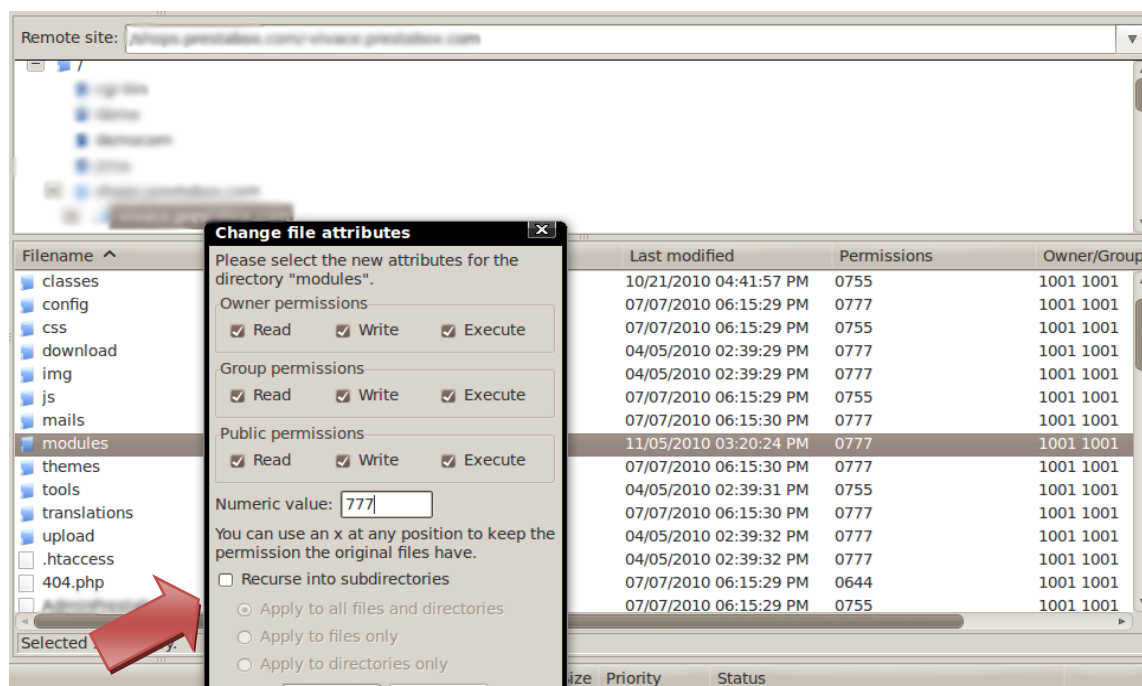 Remote site:
/
Change file attributes
Please select the new attributes for the
directory "modules".
Owner permissions
Read Write Execute
Group permissions
Read Write Execute
Public permissions
Read Write Execute
Numeric value: 777
You can use an x at any position to keep the
permission the original files have.
Recurse into subdirectories
Apply to all files and directories
Apply to files only
Apply to directories only
Filename Last modified Permissions Owner/Group
classes 10/21/2010 04:41:57 PM 0755 1001 1001
config 07/07/2010 06:15:29 PM 0777 1001 1001
css 07/07/2010 06:15:29 PM 0755 1001 1001
download 04/05/2010 02:39:29 PM 0777 1001 1001
img 04/05/2010 02:39:29 PM 0777 1001 1001
js 07/07/2010 06:15:29 PM 0755 1001 1001
mails 07/07/2010 06:15:30 PM 0777 1001 1001
modules 11/05/2010 03:20:24 PM 0777 1001 1001
themes 07/07/2010 06:15:30 PM 0777 1001 1001
tools 04/05/2010 02:39:31 PM 0755 1001 1001
translations 07/07/2010 06:15:30 PM 0777 1001 1001
upload 04/05/2010 02:39:32 PM 0777 1001 1001
.htaccess 04/05/2010 02:39:32 PM 0777 1001 1001
404.php 07/07/2010 06:15:29 PM 0644 1001 1001
07/07/2010 06:15:29 PM 0755 1001 1001
Selected
Priority Status